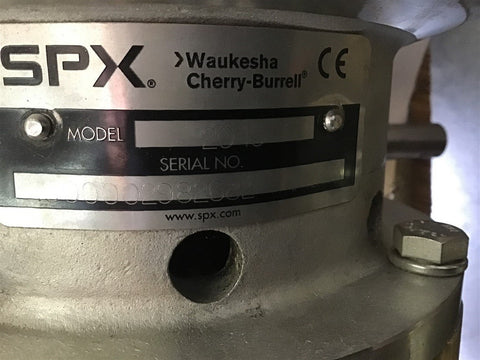 SPX® >Waukesha CE
Cherry-Burrell®
MODEL
SERIAL NO.
www.spx.com